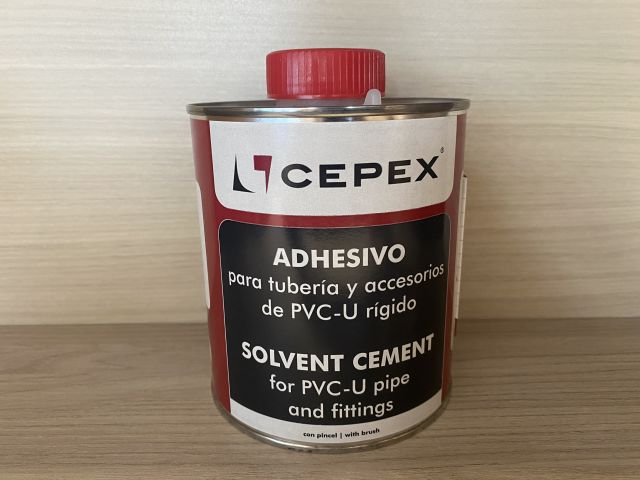 CEPEX®
ADHESIVO
para tubería y accesorios
de PVC-U rígido
SOLVENT CEMENT
for PVC-U pipe
and fittings
con pincel | with brush